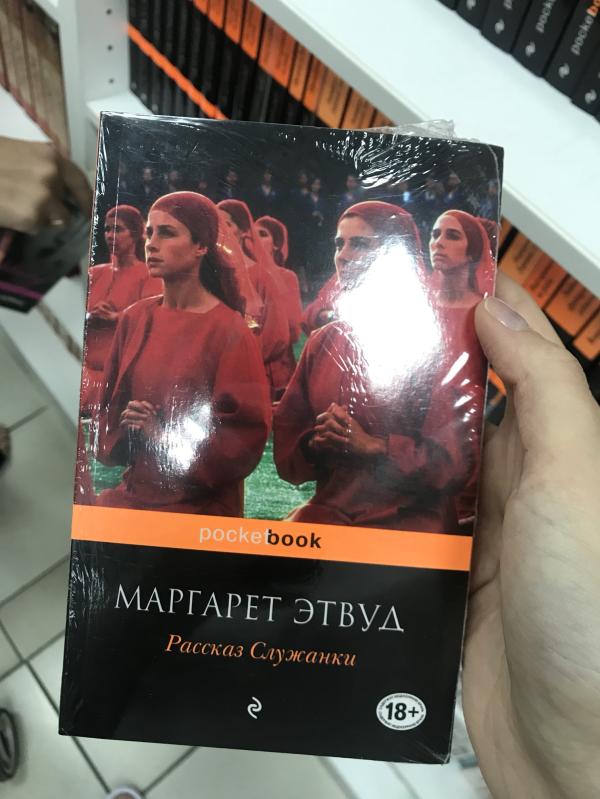 pocketbook
МАРГАРЕТ ЭТВУД
Рассказ Служанки
18+